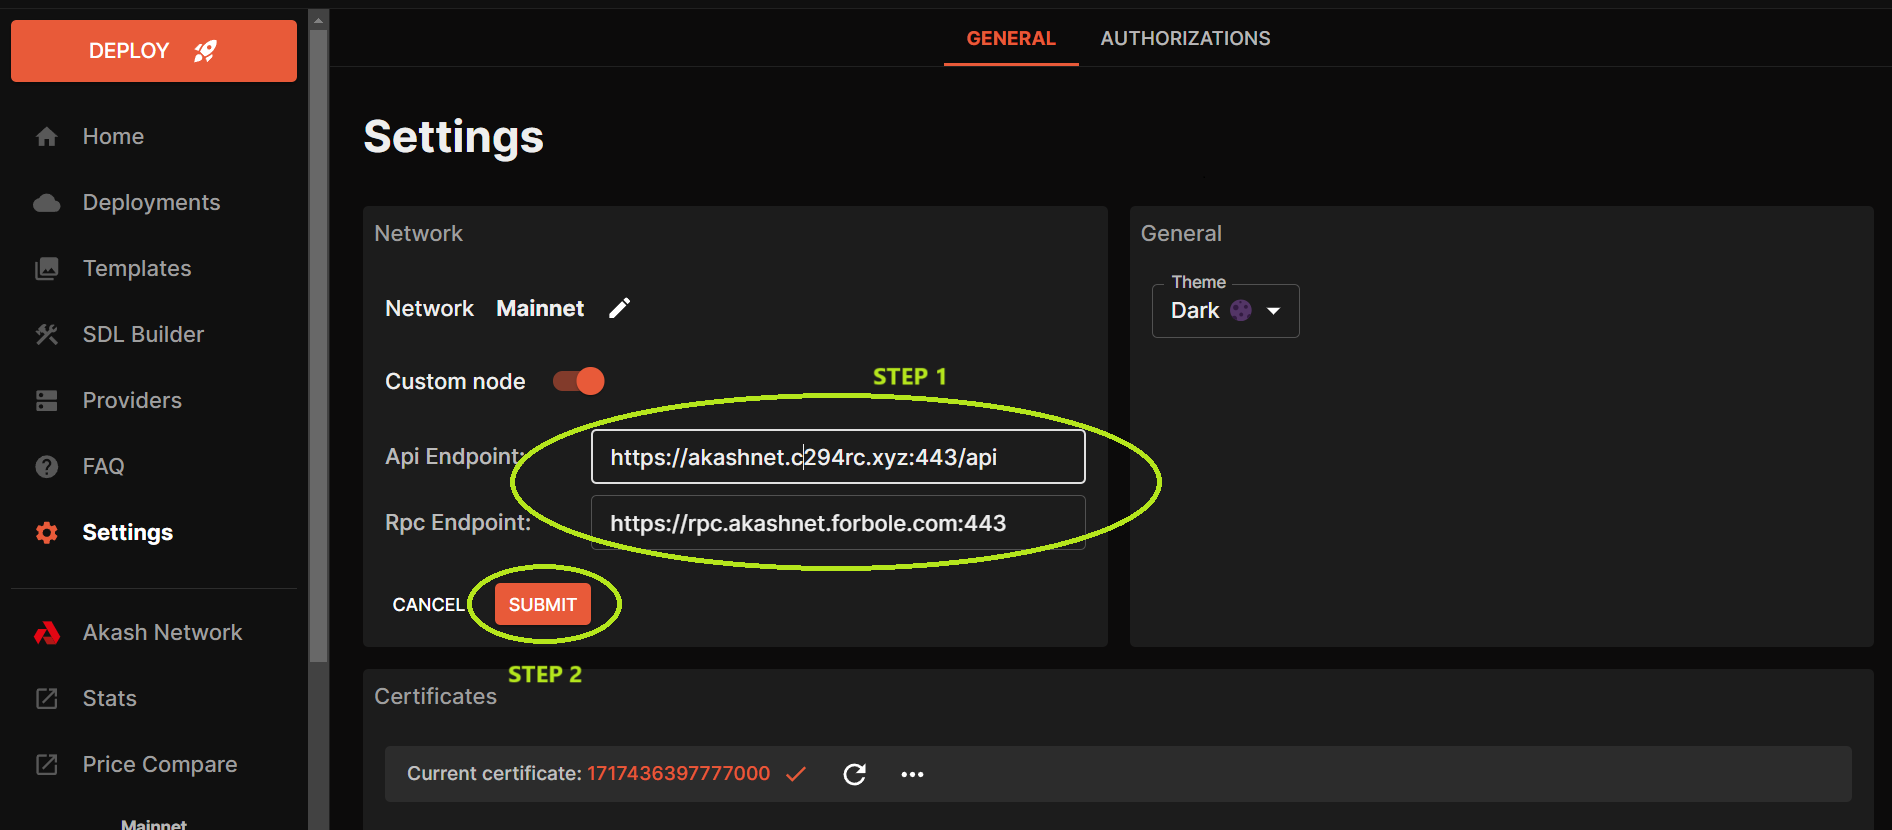 DEPLOY
Home
Deployments
Templates
SDL Builder
Providers
FAQ
Settings
Akash Network
Stats
Price Compare
Mainnet
GENERAL AUTHORIZATIONS
Settings
Network
Network Mainnet
Custom node
STEP 1
Api Endpoint: https://akashnet.c294rc.xyz:443/api
Rpc Endpoint: https://rpc.akashnet.forbole.com:443
CANCEL SUBMIT
STEP 2
General
Theme
Dark
Certificates
Current certificate: 1717436397777000